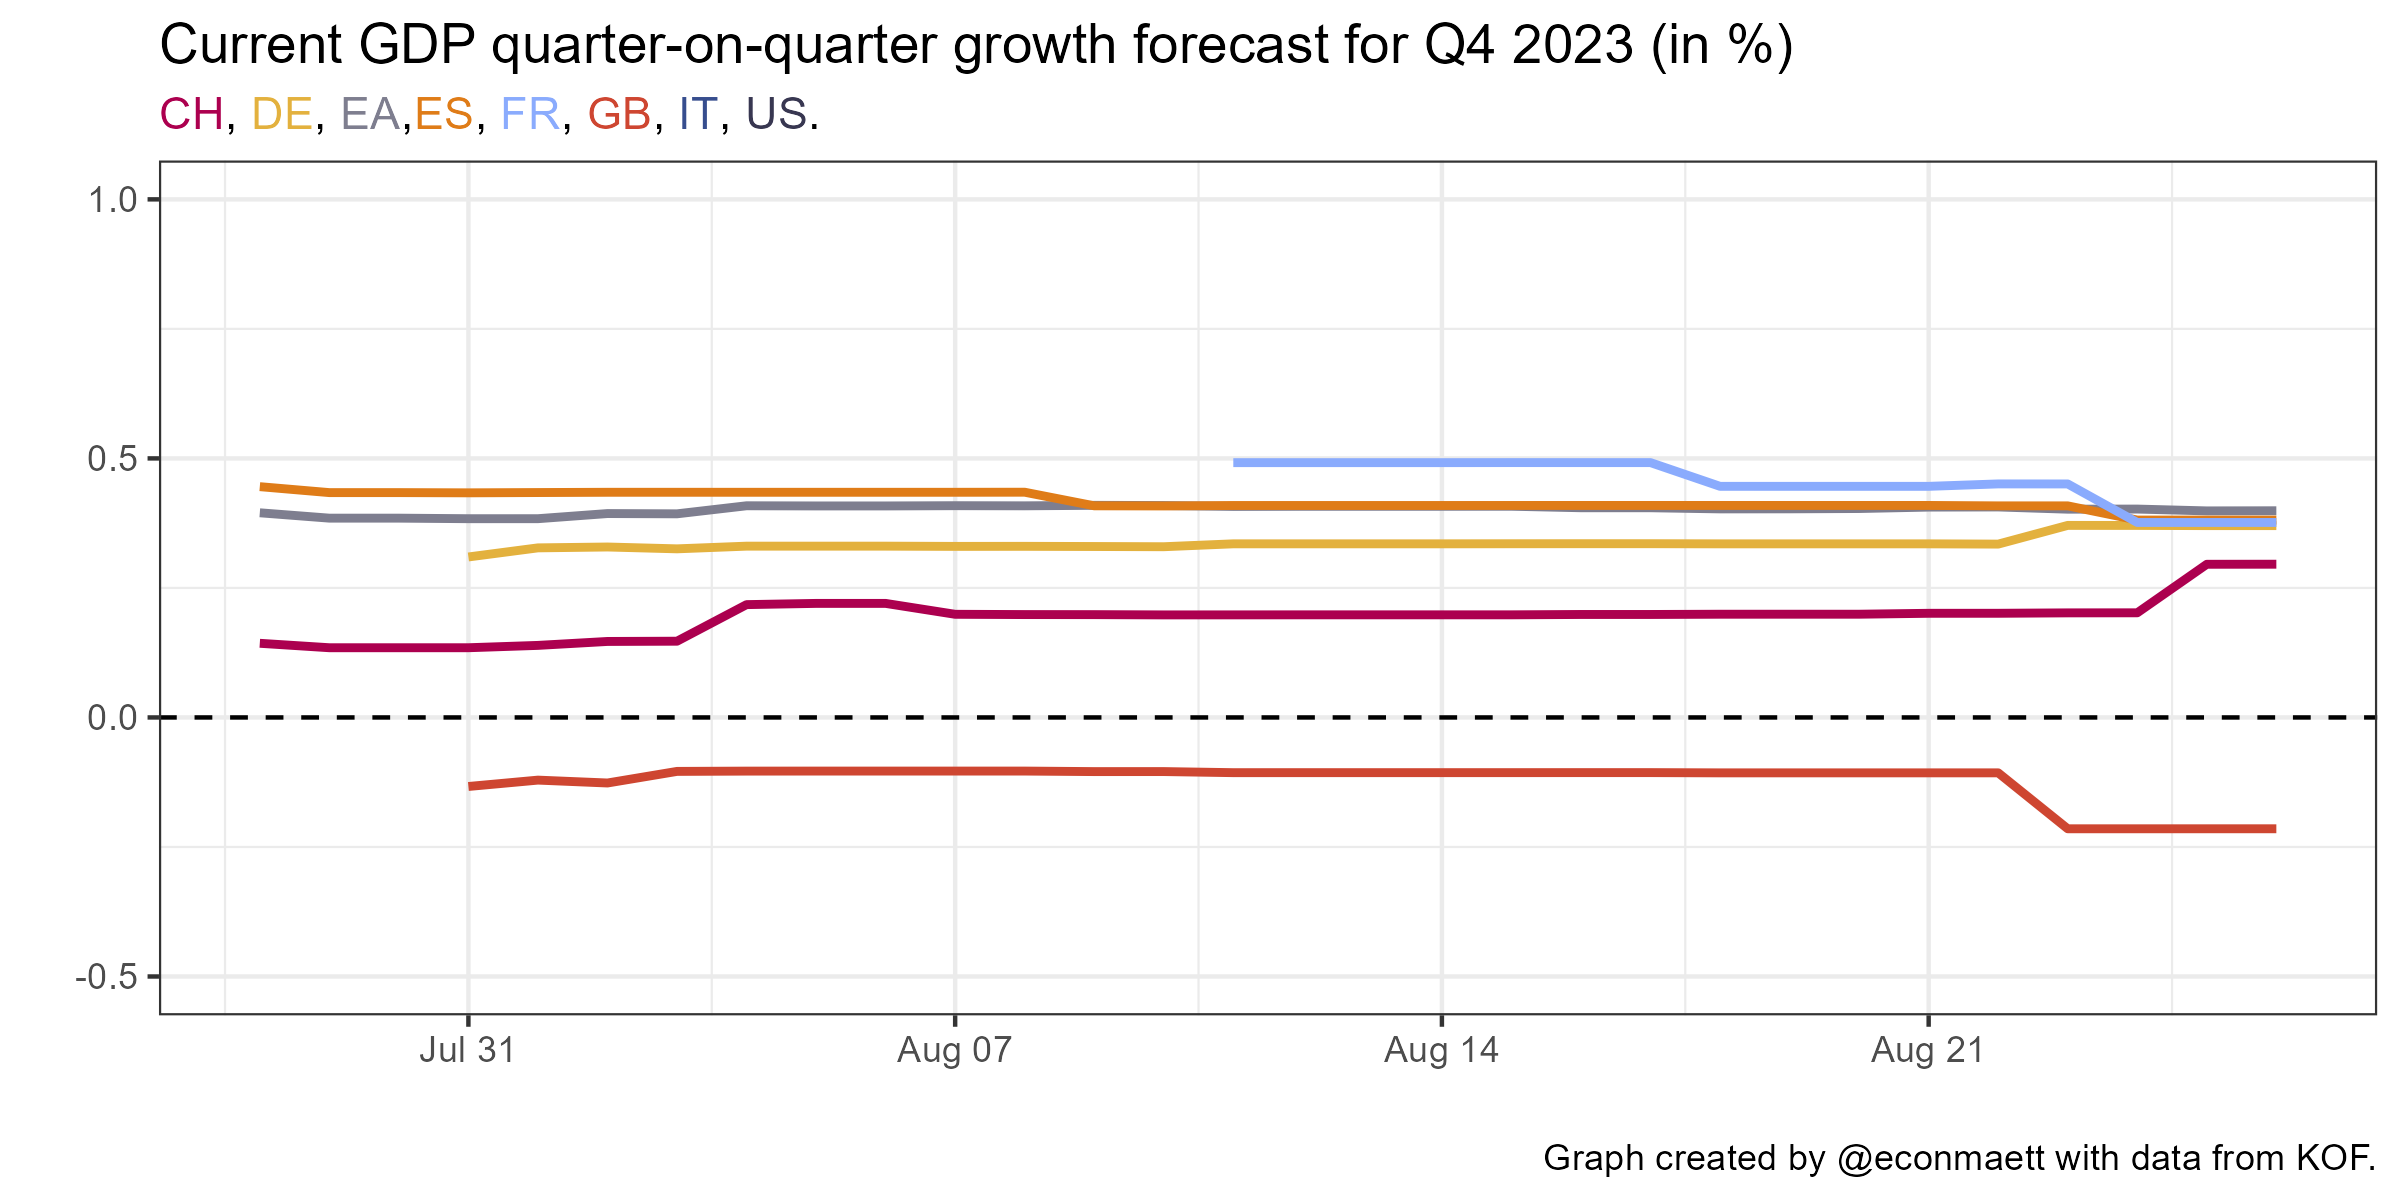 Current GDP quarter-on-quarter growth forecast for Q4 2023 (in %)
CH, DE, EA,ES, FR, GB, IT, US.
1.0
0.5
0.0
-0.5
Jul 31 Aug 07 Aug 14 Aug 21
Graph created by @econmaett with data from KOF.